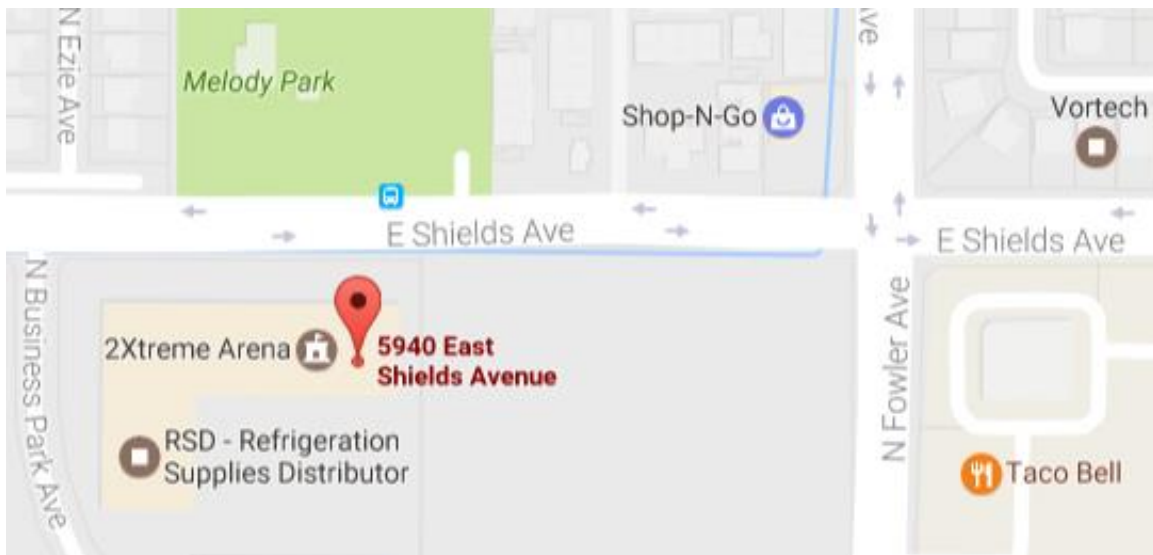 N Ezie Ave
Melody Park
Shop-N-Go
Ave
Vortech
E Shields Ave
E Shields Ave
N Business Park Ave
2Xtreme Arena
5940 East
Shields Avenue
N Fowler Ave
RSD - Refrigeration
Supplies Distributor
Taco Bell